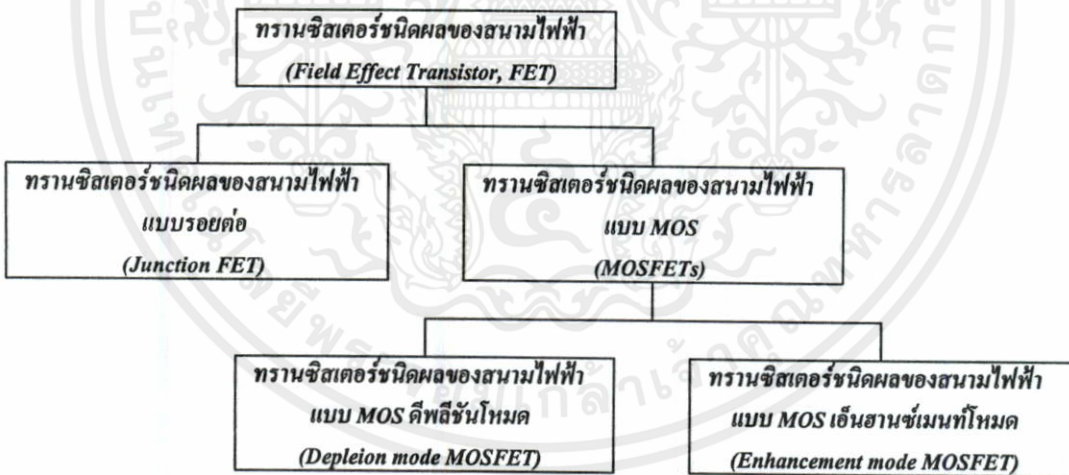 ทรานซิสเตอร์ชนิดผลของสนามไฟฟ้า
(Field Effect Transistor, FET)
ทรานซิสเตอร์ชนิดผลของสนามไฟฟ้า
แบบรอยต่อ
(Junction FET)
ทรานซิสเตอร์ชนิดผลของสนามไฟฟ้า
แบบ MOS
(MOSFETs)
ทรานซิสเตอร์ชนิดผลของสนามไฟฟ้า
แบบ MOS ดีพลีชันโหมด
(Depleion mode MOSFET)
ทรานซิสเตอร์ชนิดผลของสนามไฟฟ้า
แบบ MOS เอ็นฮานซ์เมนท์โหมด
(Enhancement mode MOSFET)